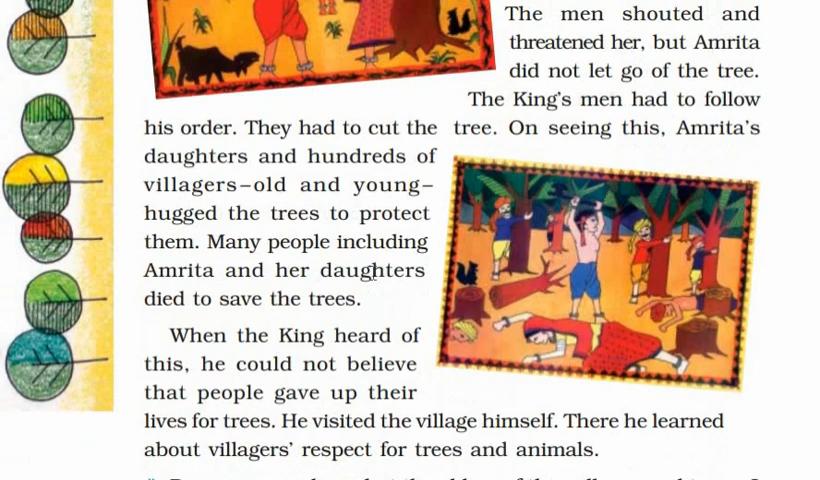 The men shouted and
threatened her, but Amrita
did not let go of the tree.
The King's men had to follow
his order. They had to cut the tree. On seeing this, Amrita's
daughters and hundreds of
villagers–old and young–
hugged the trees to protect
them. Many people including
Amrita and her daughters
died to save the trees.
When the King heard of
this, he could not believe
that people gave up their
lives for trees. He visited the village himself. There he learned
about villagers' respect for trees and animals.